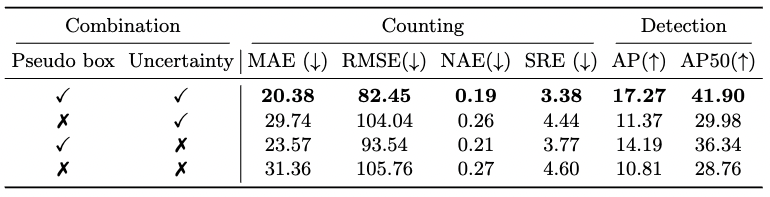 Combination Counting Detection
Pseudo box Uncertainty MAE (↓) RMSE(↓) NAE(↓) SRE (↓) AP(↑) AP50(↑)
✓ ✓ 20.38 82.45 0.19 3.38 17.27 41.90
✗ ✓ 29.74 104.04 0.26 4.44 11.37 29.98
✓ ✗ 23.57 93.54 0.21 3.77 14.19 36.34
✗ ✗ 31.36 105.76 0.27 4.60 10.81 28.76